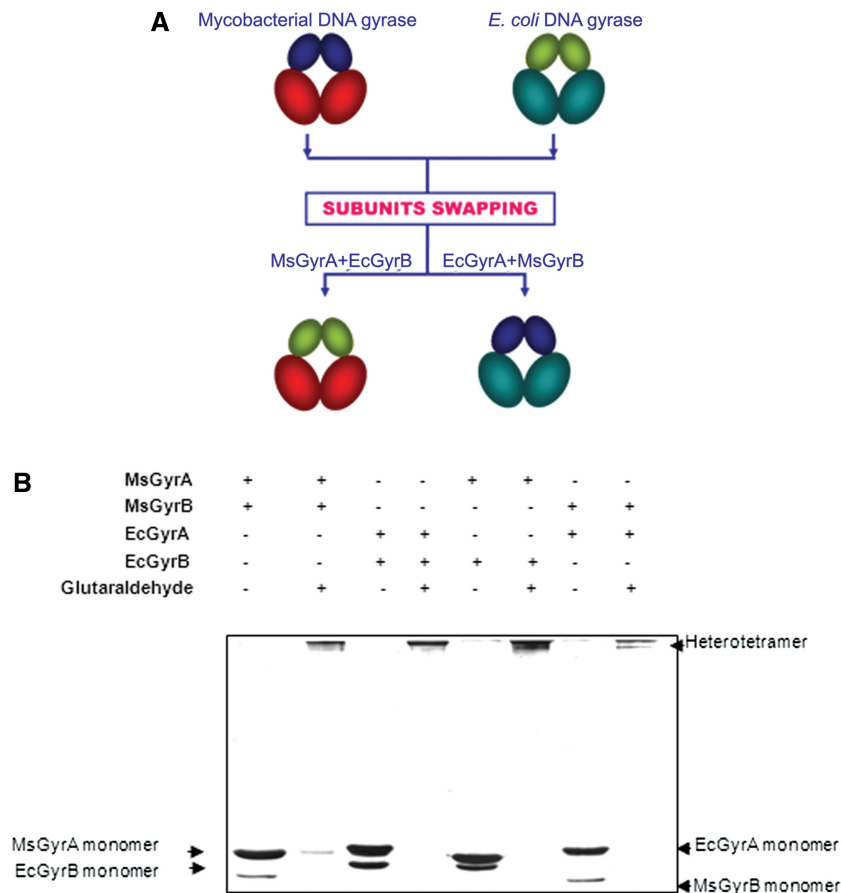 A
Mycobacterial DNA gyrase
E. coli DNA gyrase
SUBUNITS SWAPPING
MsGyrA+EcGyrB
EcGyrA+MsGyrB
B
MsGyrA + + - - + + - -
MsGyrB + + - - - - + +
EcGyrA - - + + - - + +
EcGyrB - - + + + + - -
Glutaraldehyde - + - + - + - +
Heterotetramer
MsGyrA monomer
EcGyrA monomer
EcGyrB monomer
MsGyrB monomer